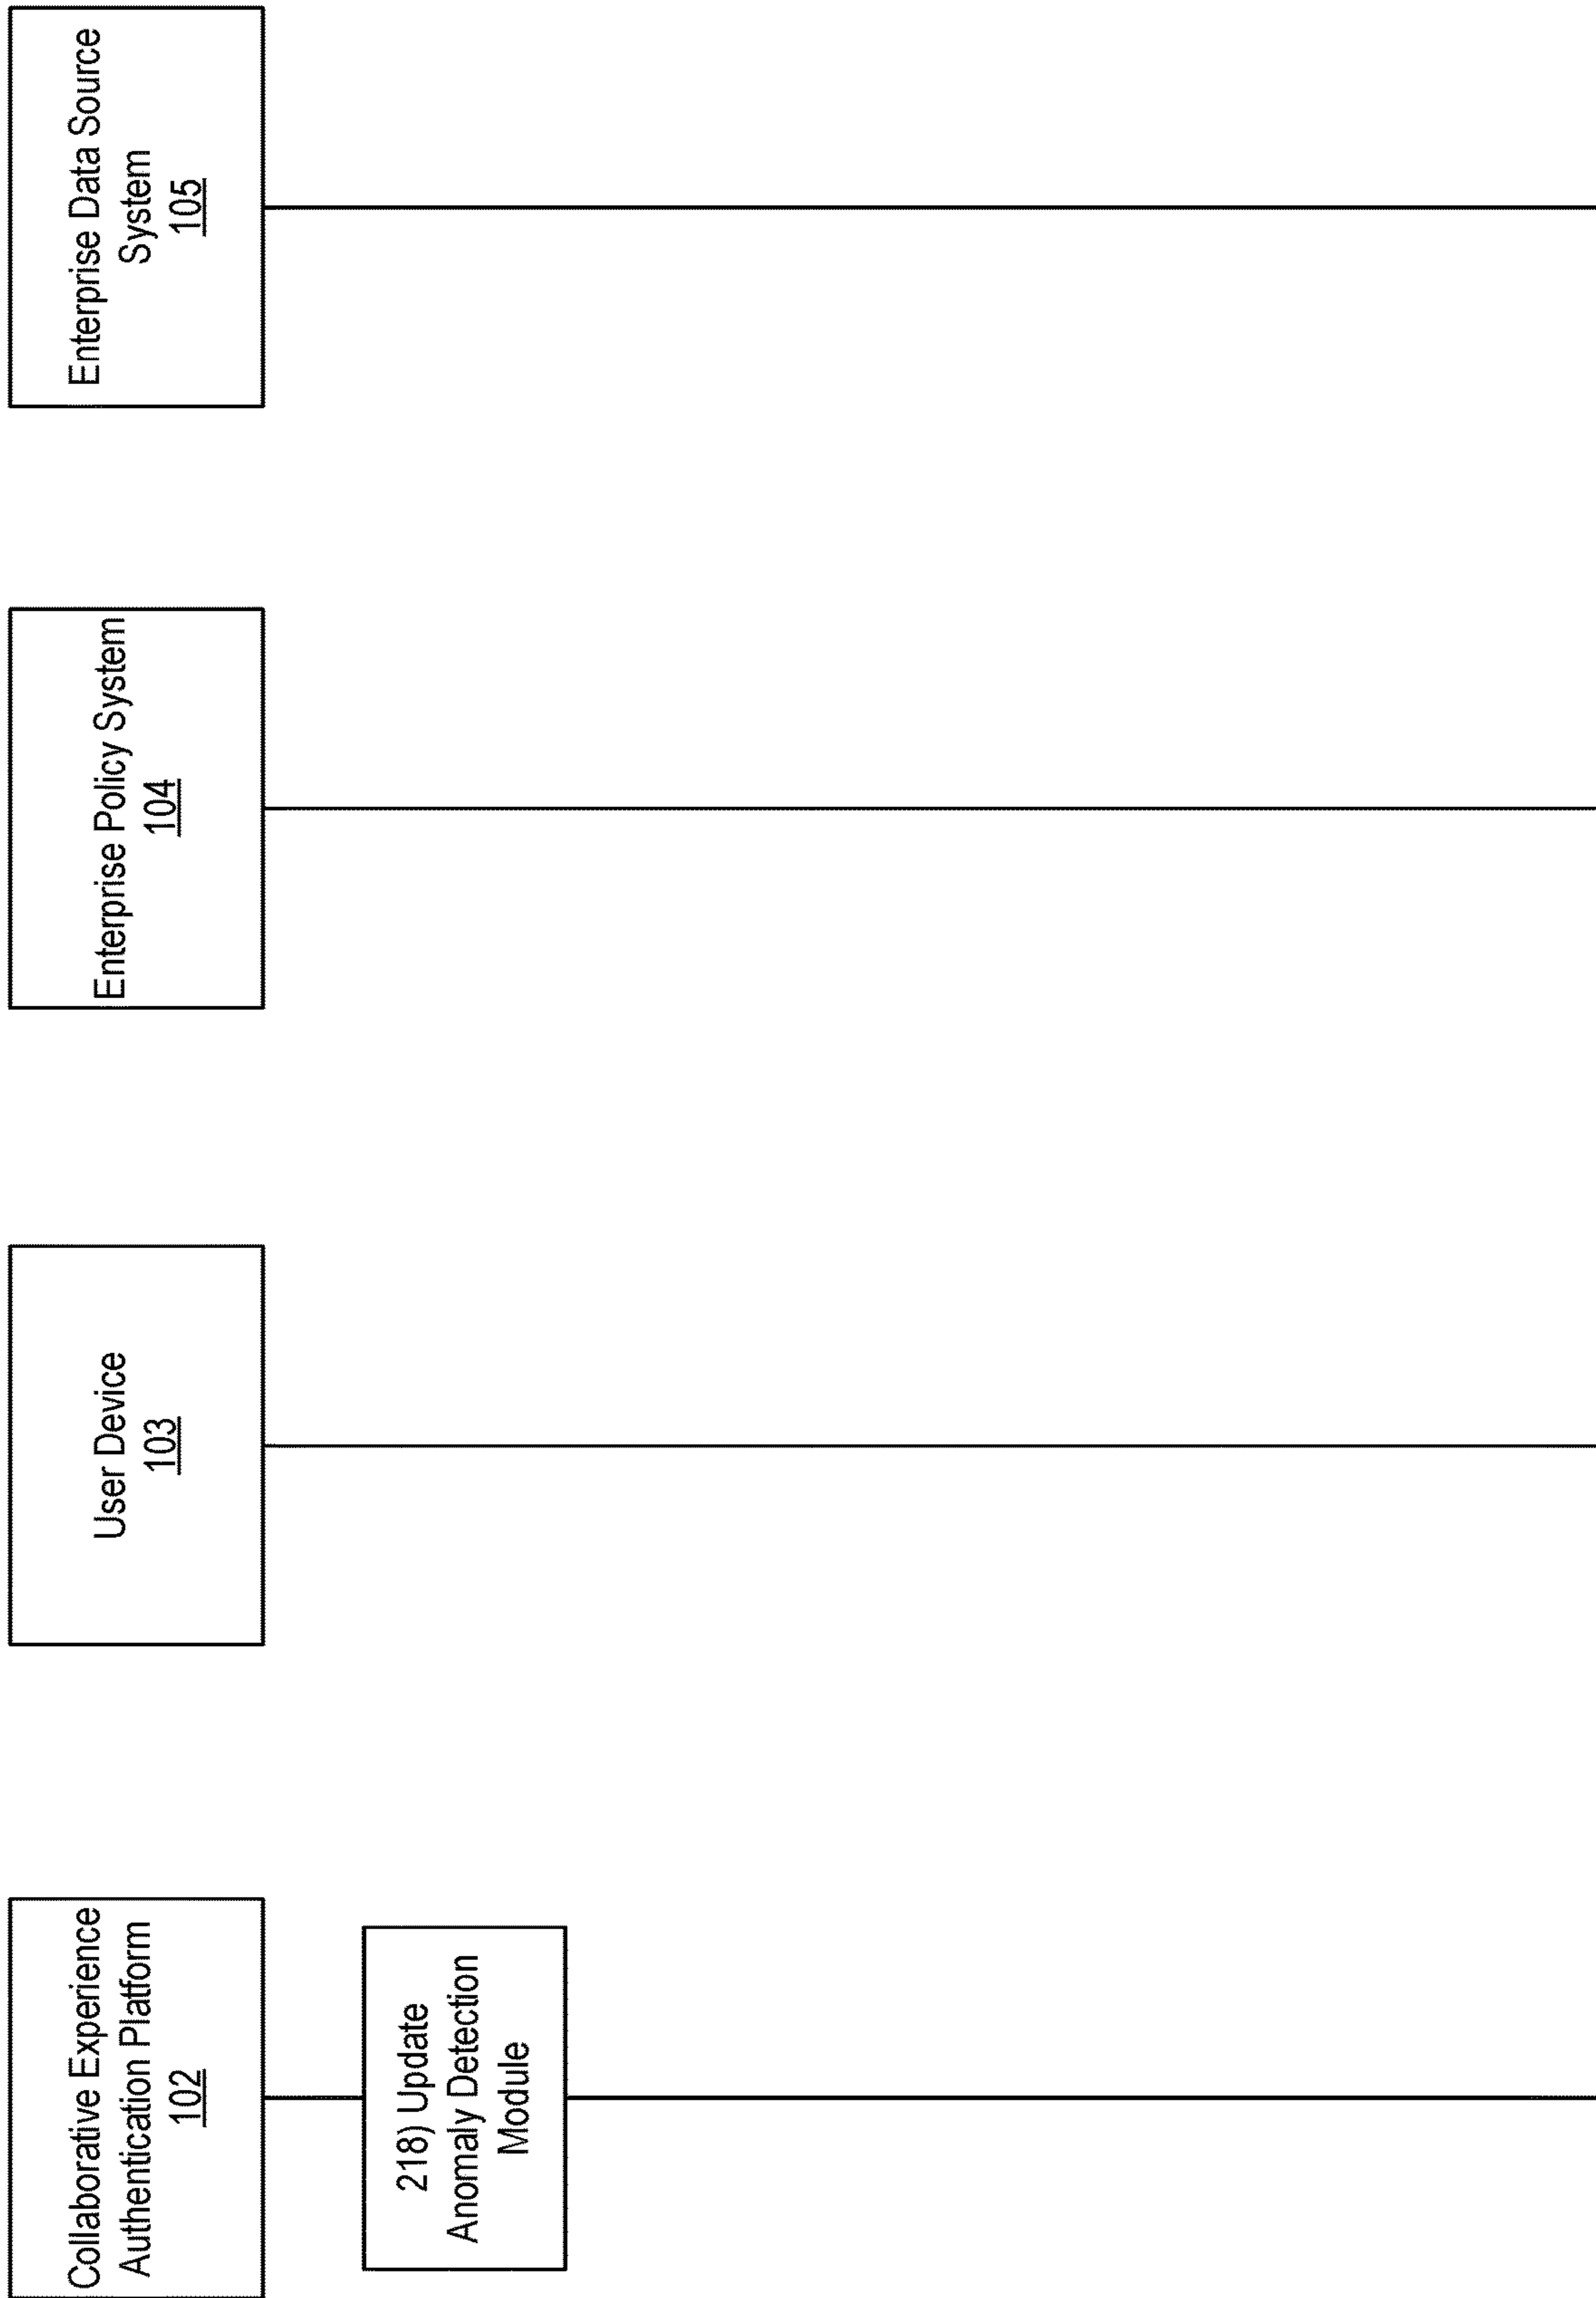 Collaborative Experience
Authentication Platform
102
User Device
103
Enterprise Policy System
104
Enterprise Data Source
System
105
218) Update
Anomaly Detection
Module